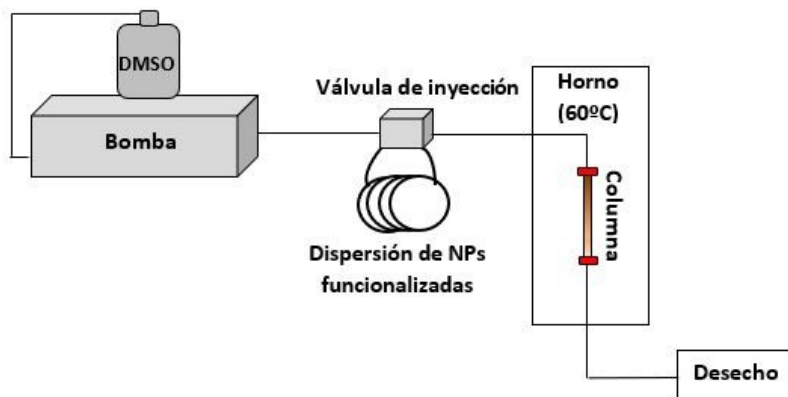 DMSO
Bomba
Válvula de inyección
Dispersión de NPs
funcionalizadas
Horno
(60ºC)
Columna
Desecho